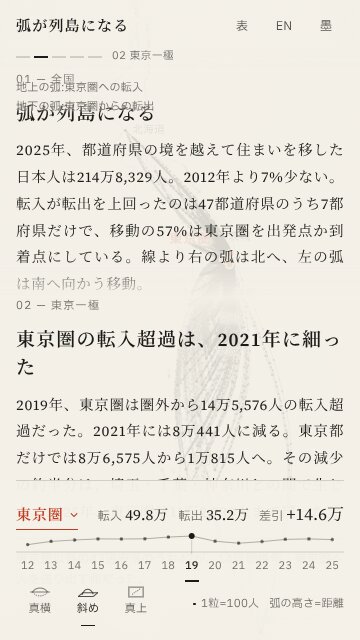 弧が列島になる
表 EN 墨
02 東京一極
01 — 全国
地上の弧:東京圏への転入
地下の弧:東京圏からの転出
弧が列島になる
北海道
2025年、都道府県の境を越えて住まいを移した
日本人は214万8,329人。2012年より7%少ない。
転入が転出を上回ったのは47都道府県のうち7都
府県だけで、移動の57%は東京圏を出発点か到
着点にしている。線より右の弧は北へ、左の弧
は南へ向かう移動。
02 — 東京一極
東京圏の転入超過は、2021年に細っ
た
2019年、東京圏は圏外から14万5,576人の転入超
過だった。2021年には8万441人に減る。東京都
だけでは8万6,575人から1万815人へ。その減少
東京圏
転入 49.8万 転出 35.2万 差引 +14.6万
12 13 14 15 16 17 18 19 20 21 22 23 24 25
真横 斜め 真上
1粒=100人 弧の高さ=距離